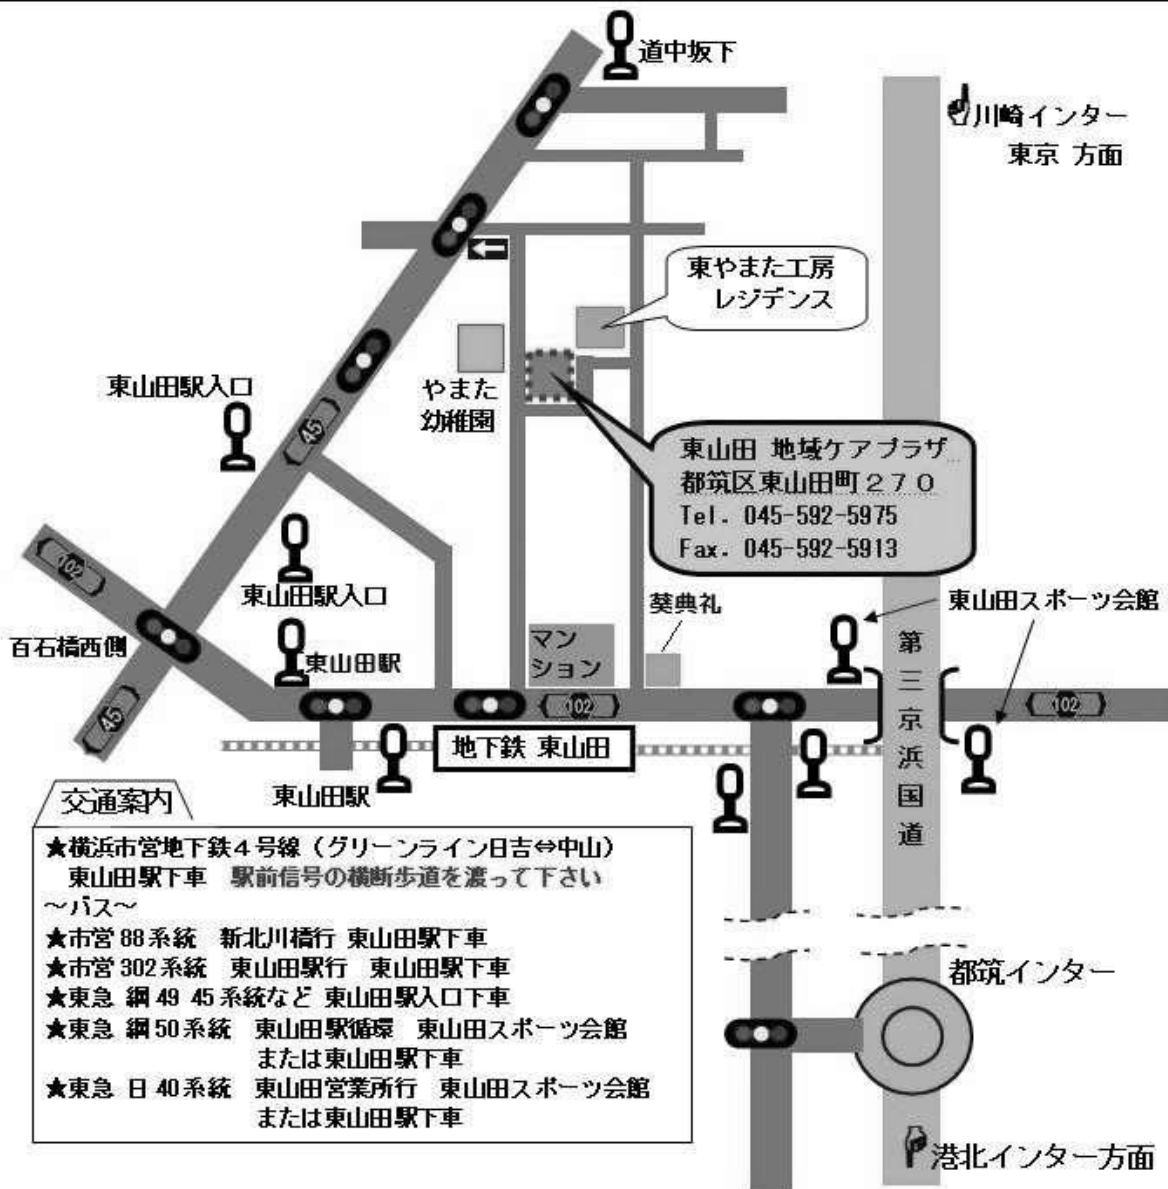 道中坂下
川崎インター
東京 方面
東やまた工房
レジデンス
東山田駅入口
やまた
幼稚園
45
東山田 地域ケアプラザ
都筑区東山田町270
Tel. 045-592-5975
Fax. 045-592-5913
102
東山田駅入口
葵典礼
東山田スポーツ会館
百石橋西側
東山田駅
マン
ション
第三京浜国道
45
102
102
地下鉄 東山田
東山田駅
交通案内
★横浜市営地下鉄4号線(グリーンライン日吉⇔中山)
東山田駅下車 駅前信号の横断歩道を渡って下さい
~バス~
★市営88系統 新北川橋行 東山田駅下車
★市営302系統 東山田駅行 東山田駅下車
★東急 綱49 45系統など 東山田駅入口下車
★東急 綱50系統 東山田駅循環 東山田スポーツ会館
または東山田駅下車
★東急 日40系統 東山田営業所行 東山田スポーツ会館
または東山田駅下車
都筑インター
港北インター方面